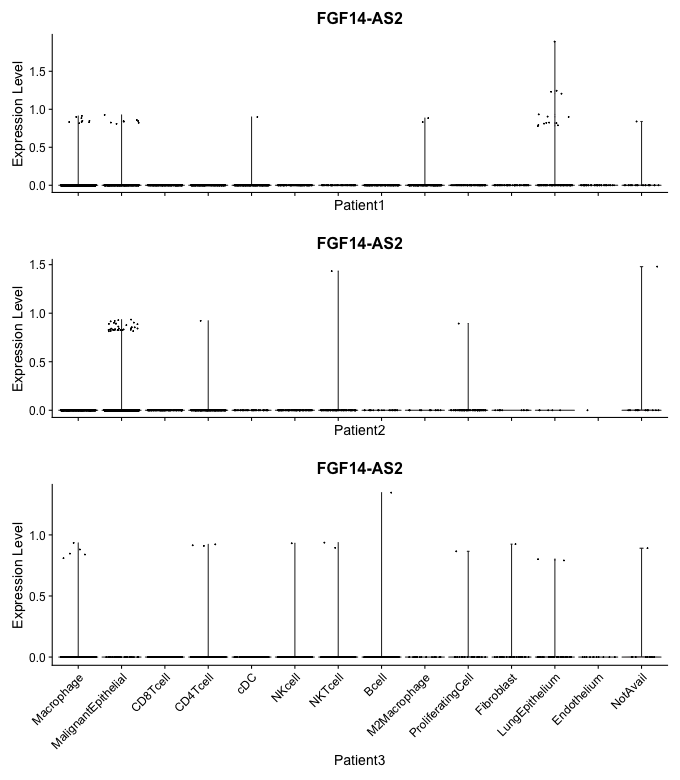 FGF14-AS2
Expression Level
1.5
1.0
0.5
0.0
Patient1
FGF14-AS2
Expression Level
1.5
1.0
0.5
0.0
Patient2
FGF14-AS2
Expression Level
1.0
0.5
0.0
Macrophage
MalignantEpithelial
CD8Tcell
CD4Tcell
cDC
NKcell
NKTcell
Bcell
M2Macrophage
ProliferatingCell
Fibroblast
LungEpithelium
Endothelium
NotAvail
Patient3